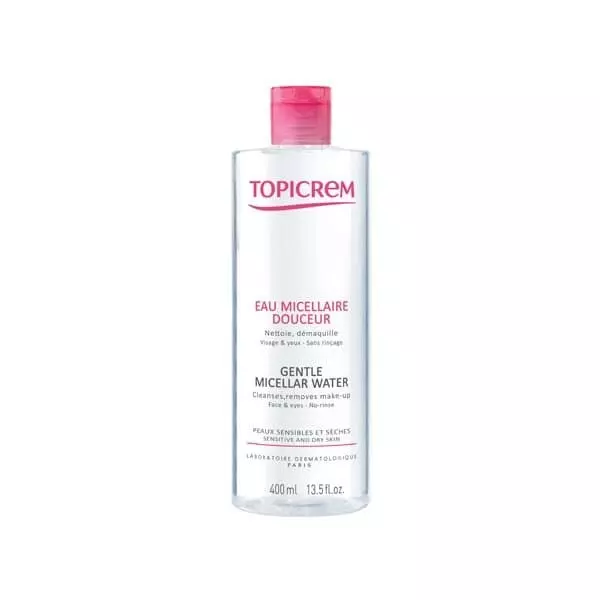 TOPICREM
EAU MICELLAIRE
DOUCEUR
Nettoie, démaquille
Visage & yeux - Sans rinçage
GENTLE
MICELLAR WATER
Cleanses,removes make-up
Face & eyes - No-rinse
PEAUX SENSIBLES ET SÈCHES
SENSITIVE AND DRY SKIN
LABORATOIRE DERMATOLOGIQUE
PARIS
400 ml 13.5 fl.oz.